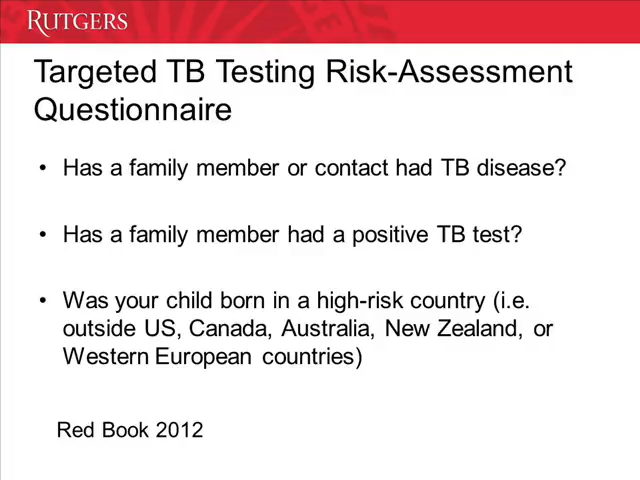 RUTGERS
Targeted TB Testing Risk-Assessment
Questionnaire
• Has a family member or contact had TB disease?
• Has a family member had a positive TB test?
• Was your child born in a high-risk country (i.e.
outside US, Canada, Australia, New Zealand, or
Western European countries)
Red Book 2012